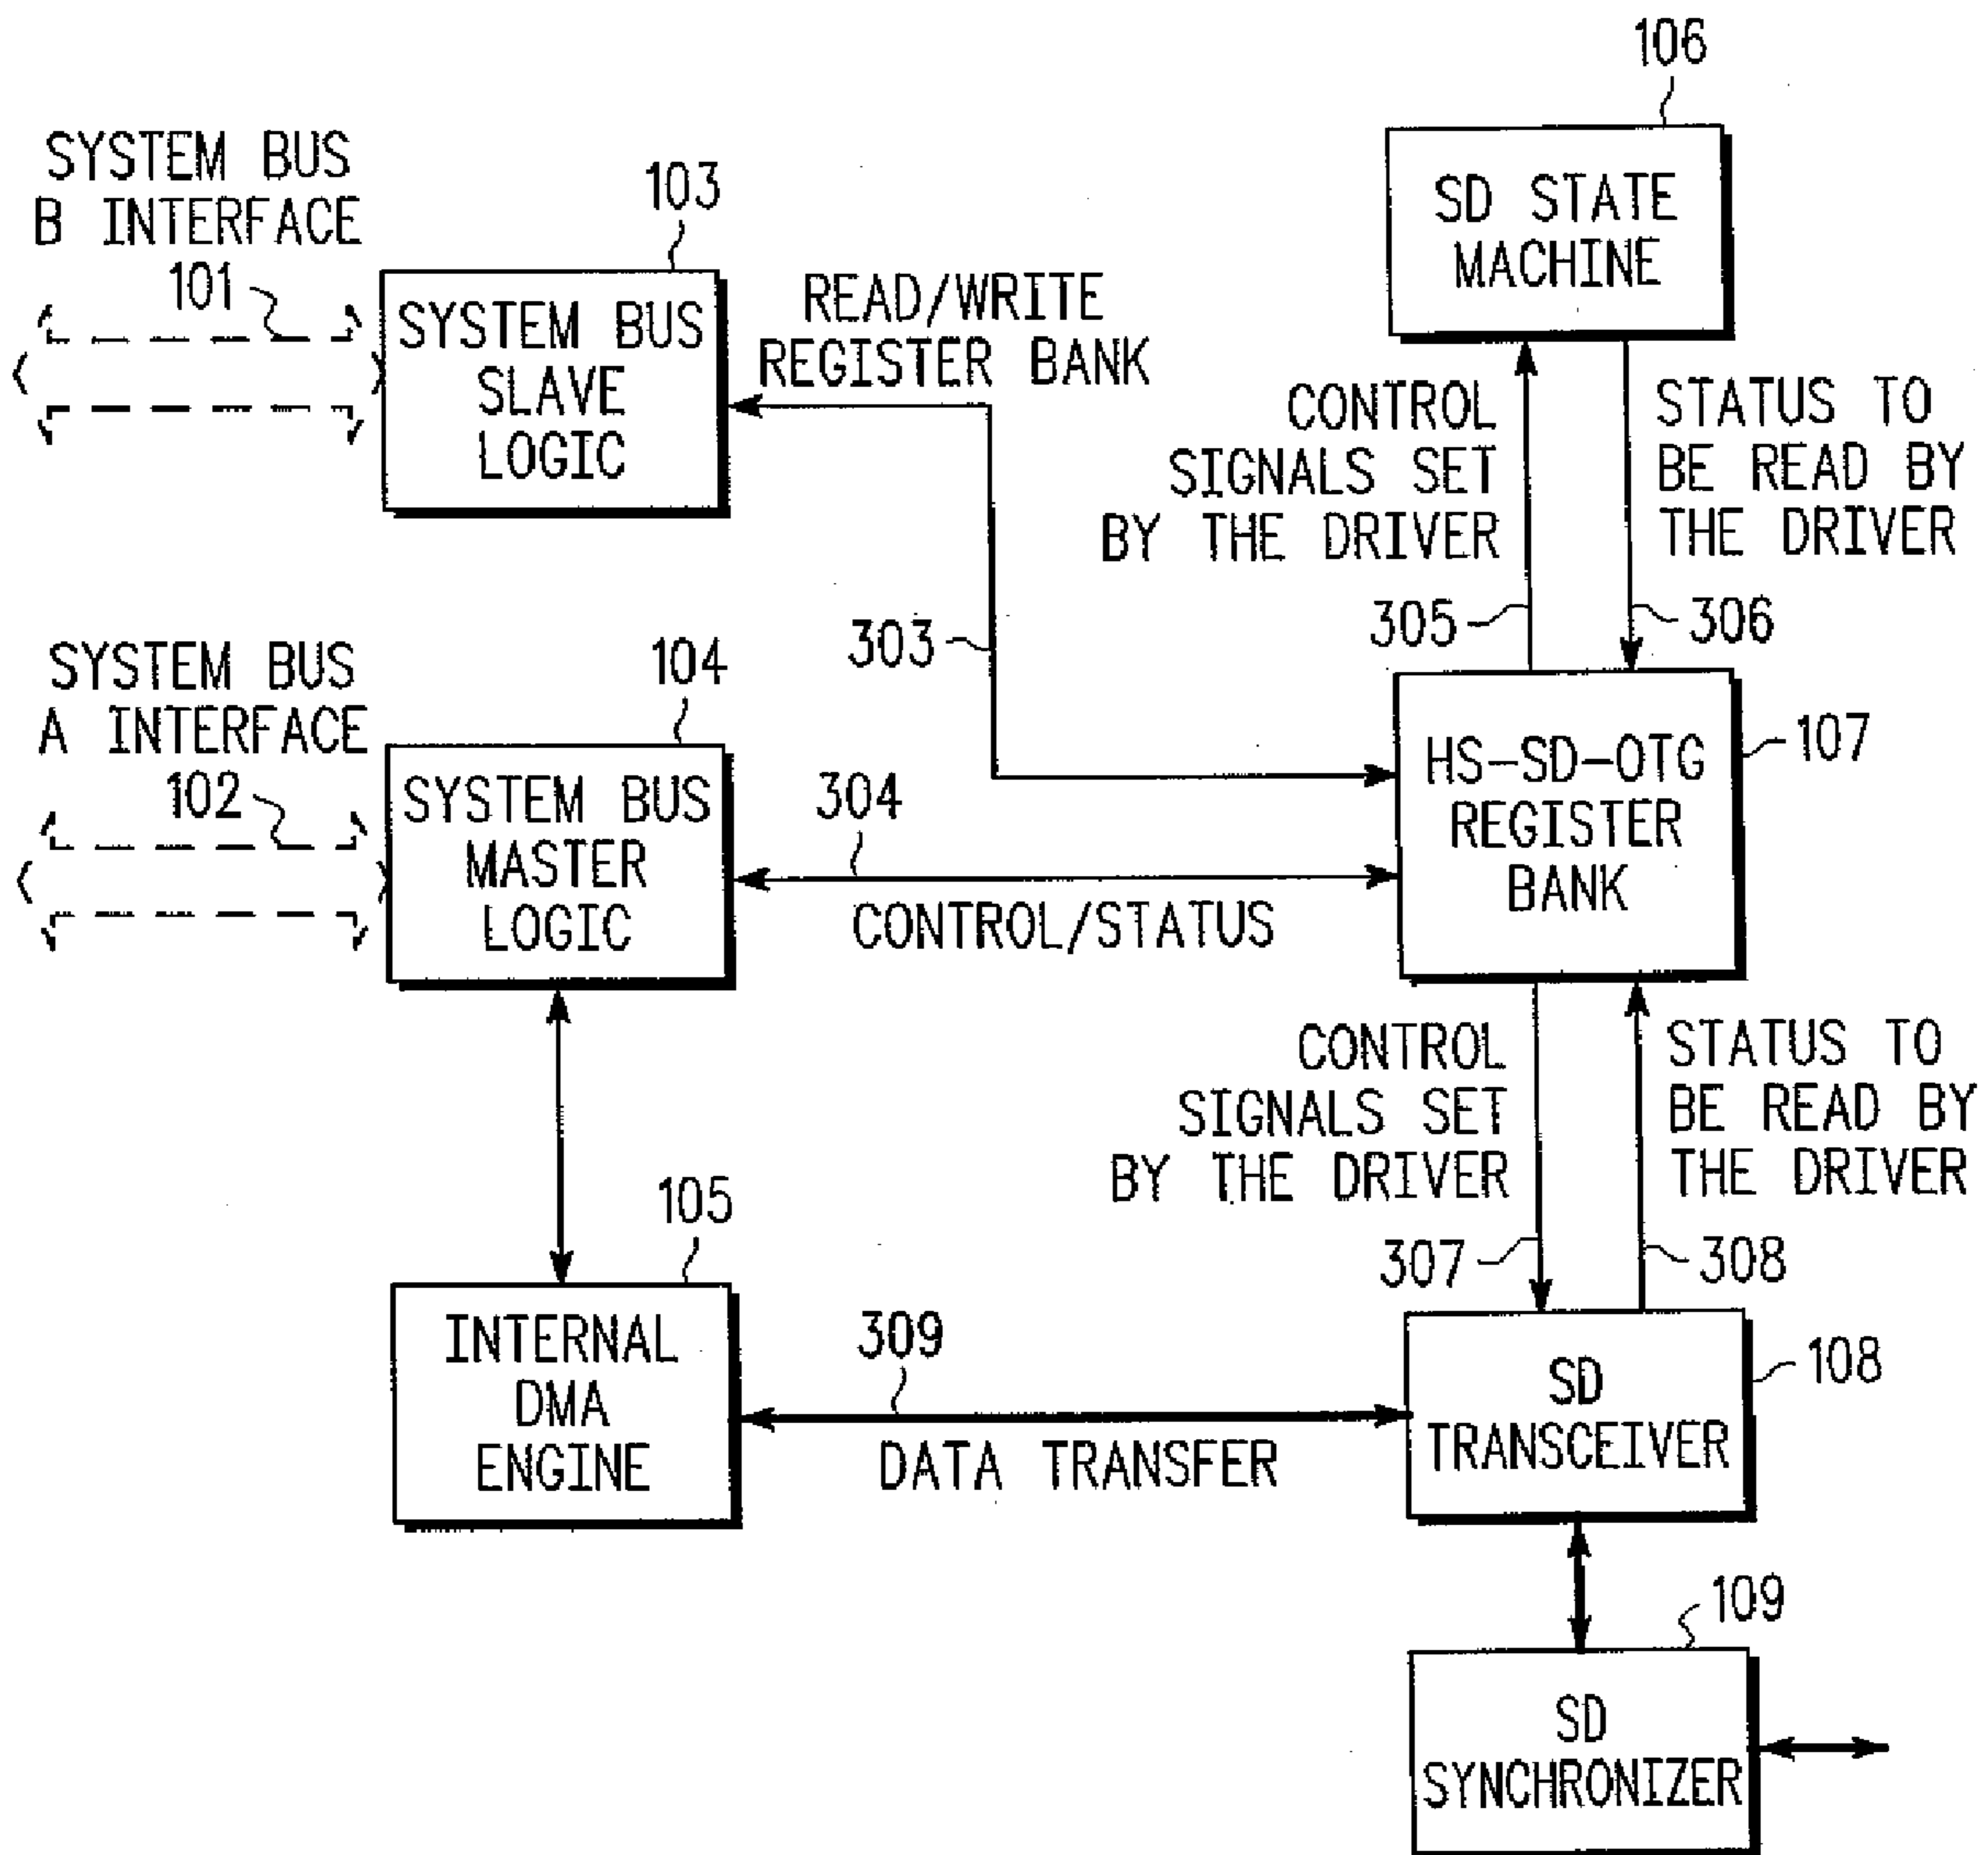 106
SYSTEM BUS
B INTERFACE
101
103
SYSTEM BUS
SLAVE
LOGIC
READ/WRITE
REGISTER BANK
SD STATE
MACHINE
CONTROL
SIGNALS SET
BY THE DRIVER
STATUS TO
BE READ BY
THE DRIVER
303
305
306
SYSTEM BUS
A INTERFACE
102
104
SYSTEM BUS
MASTER
LOGIC
304
CONTROL/STATUS
HS-SD-OTG
REGISTER
BANK
107
CONTROL
SIGNALS SET
BY THE DRIVER
STATUS TO
BE READ BY
THE DRIVER
307
308
105
INTERNAL
DMA
ENGINE
309
DATA TRANSFER
SD
TRANSCEIVER
108
109
SD
SYNCHRONIZER